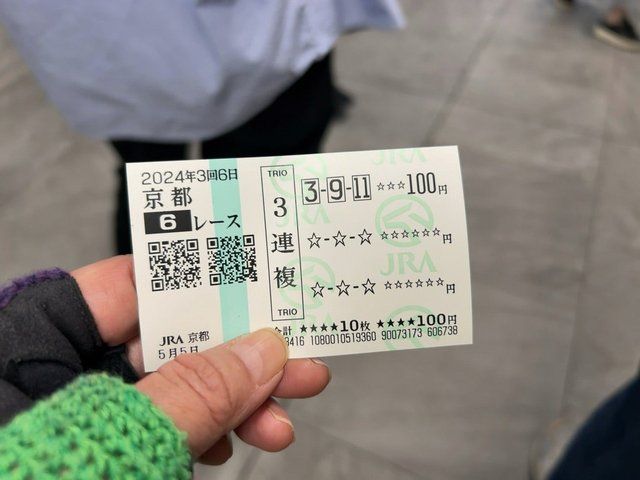 2024年3回6日
京都
6レース
JRA 京都
5月5日
TRIO
3連複
TRIO
3-9-11 ☆☆☆100円
☆-☆-☆ ☆☆☆☆☆☆円
☆-☆-☆ ☆☆☆☆☆☆円
合計 ★★★★10枚 ★★★★100円
3416 1080010519360 90073173 606738
JRA
JRA